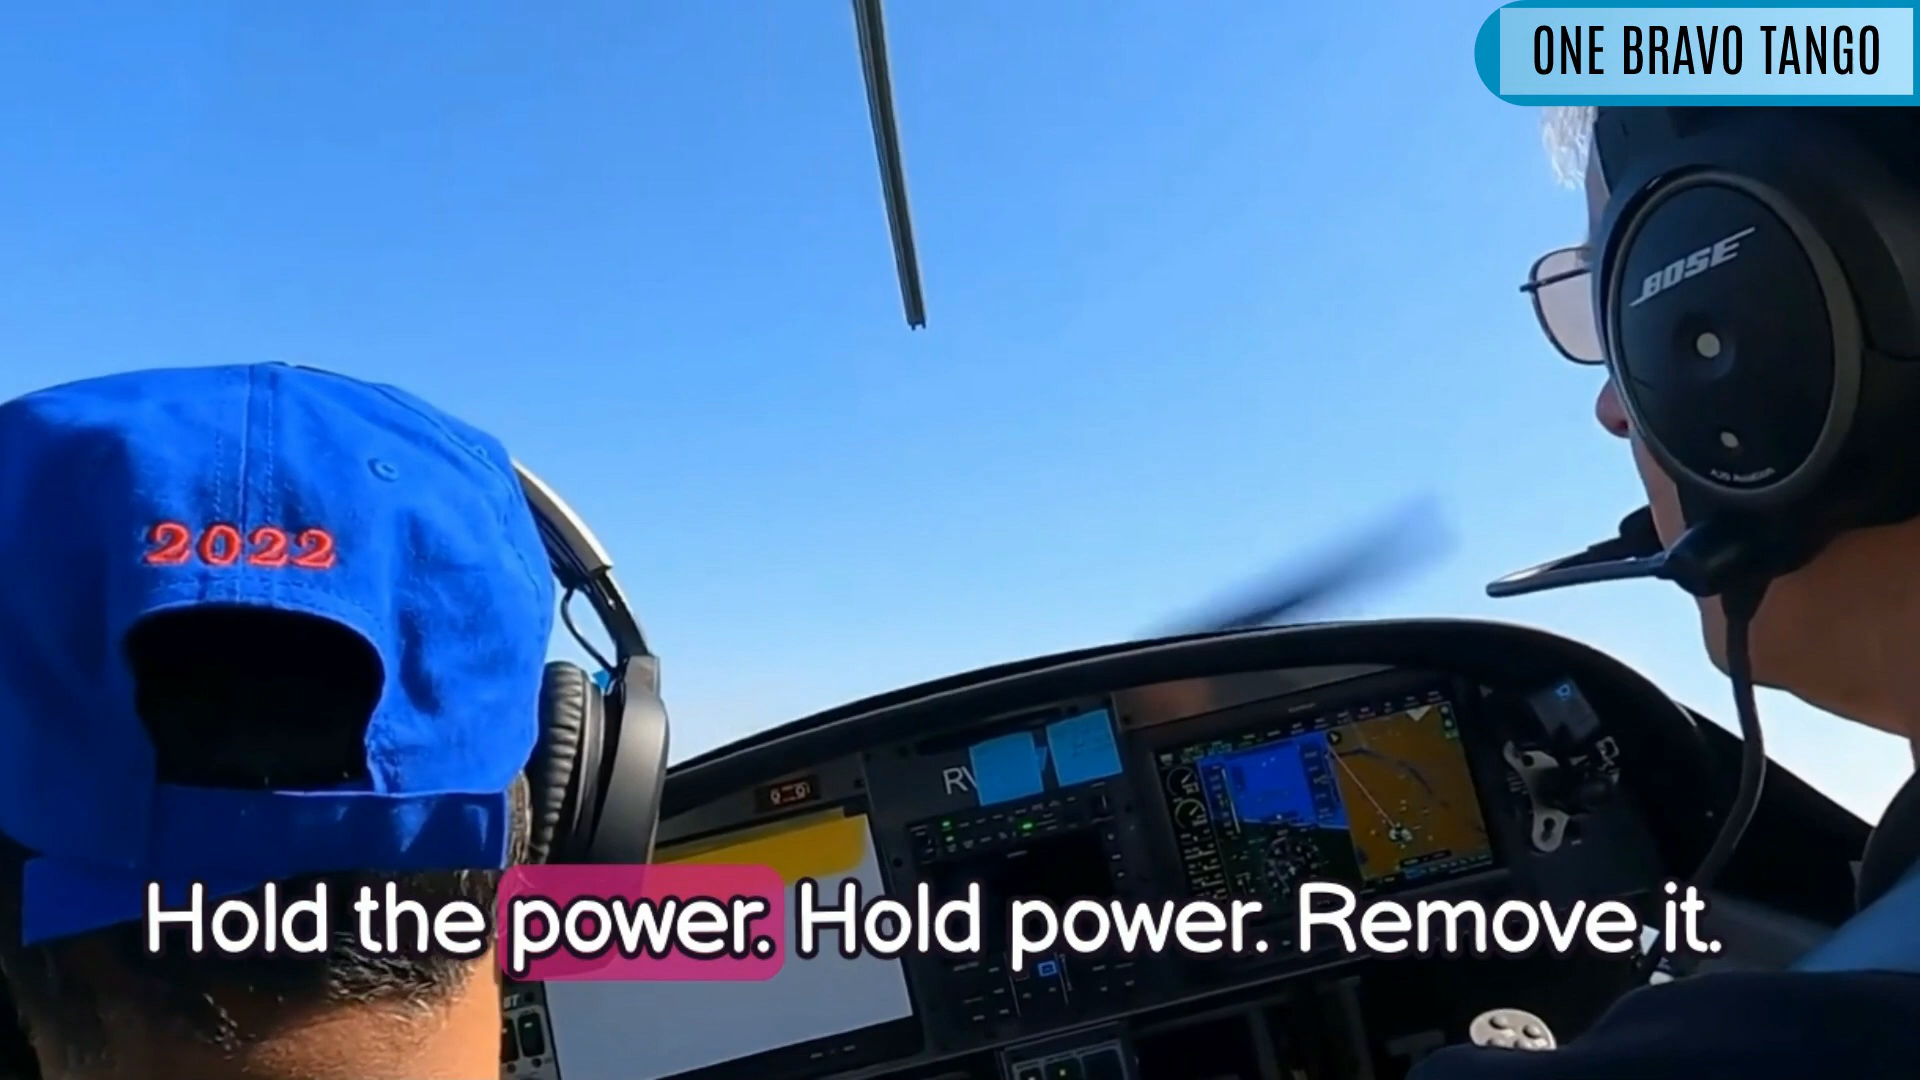 ONE BRAVO TANGO
BOSE
2022
RV
Hold the power. Hold power. Remove it.